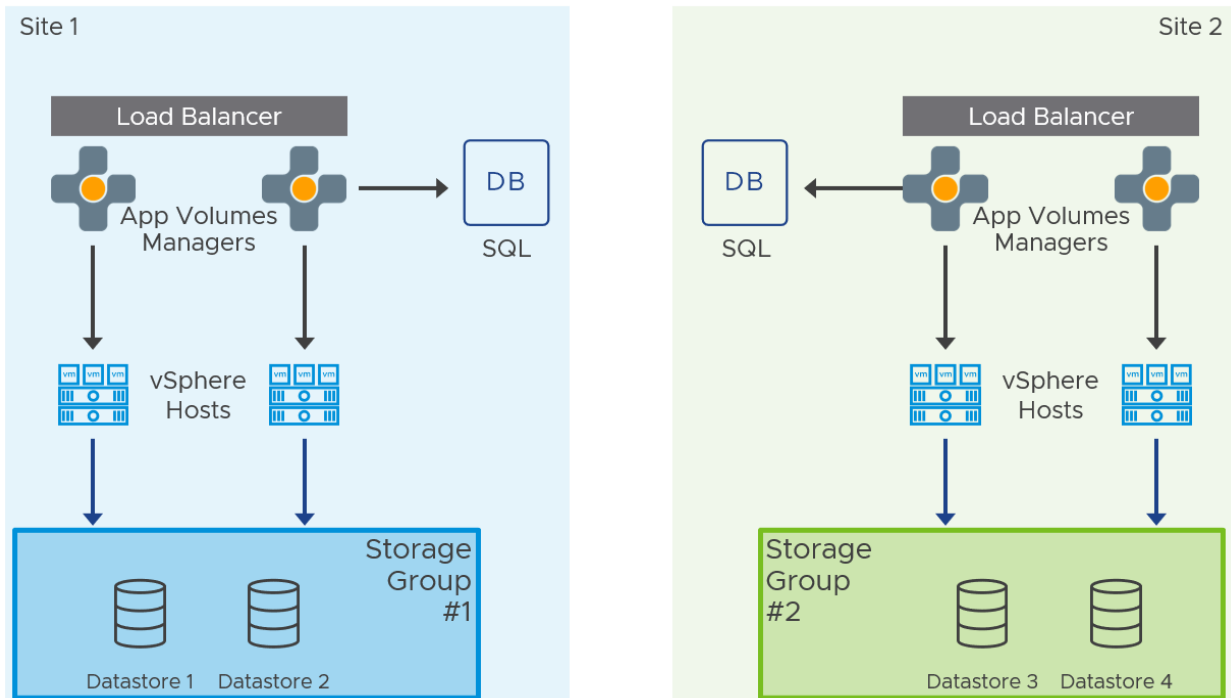 Site 1
Load Balancer
DB
App Volumes
Managers
SQL
vm vm vm
vm vm vm
vSphere
Hosts
Storage
Group
#1
Datastore 1
Datastore 2
Site 2
Load Balancer
DB
App Volumes
Managers
SQL
vm vm vm
vm vm vm
vSphere
Hosts
Storage
Group
#2
Datastore 3
Datastore 4